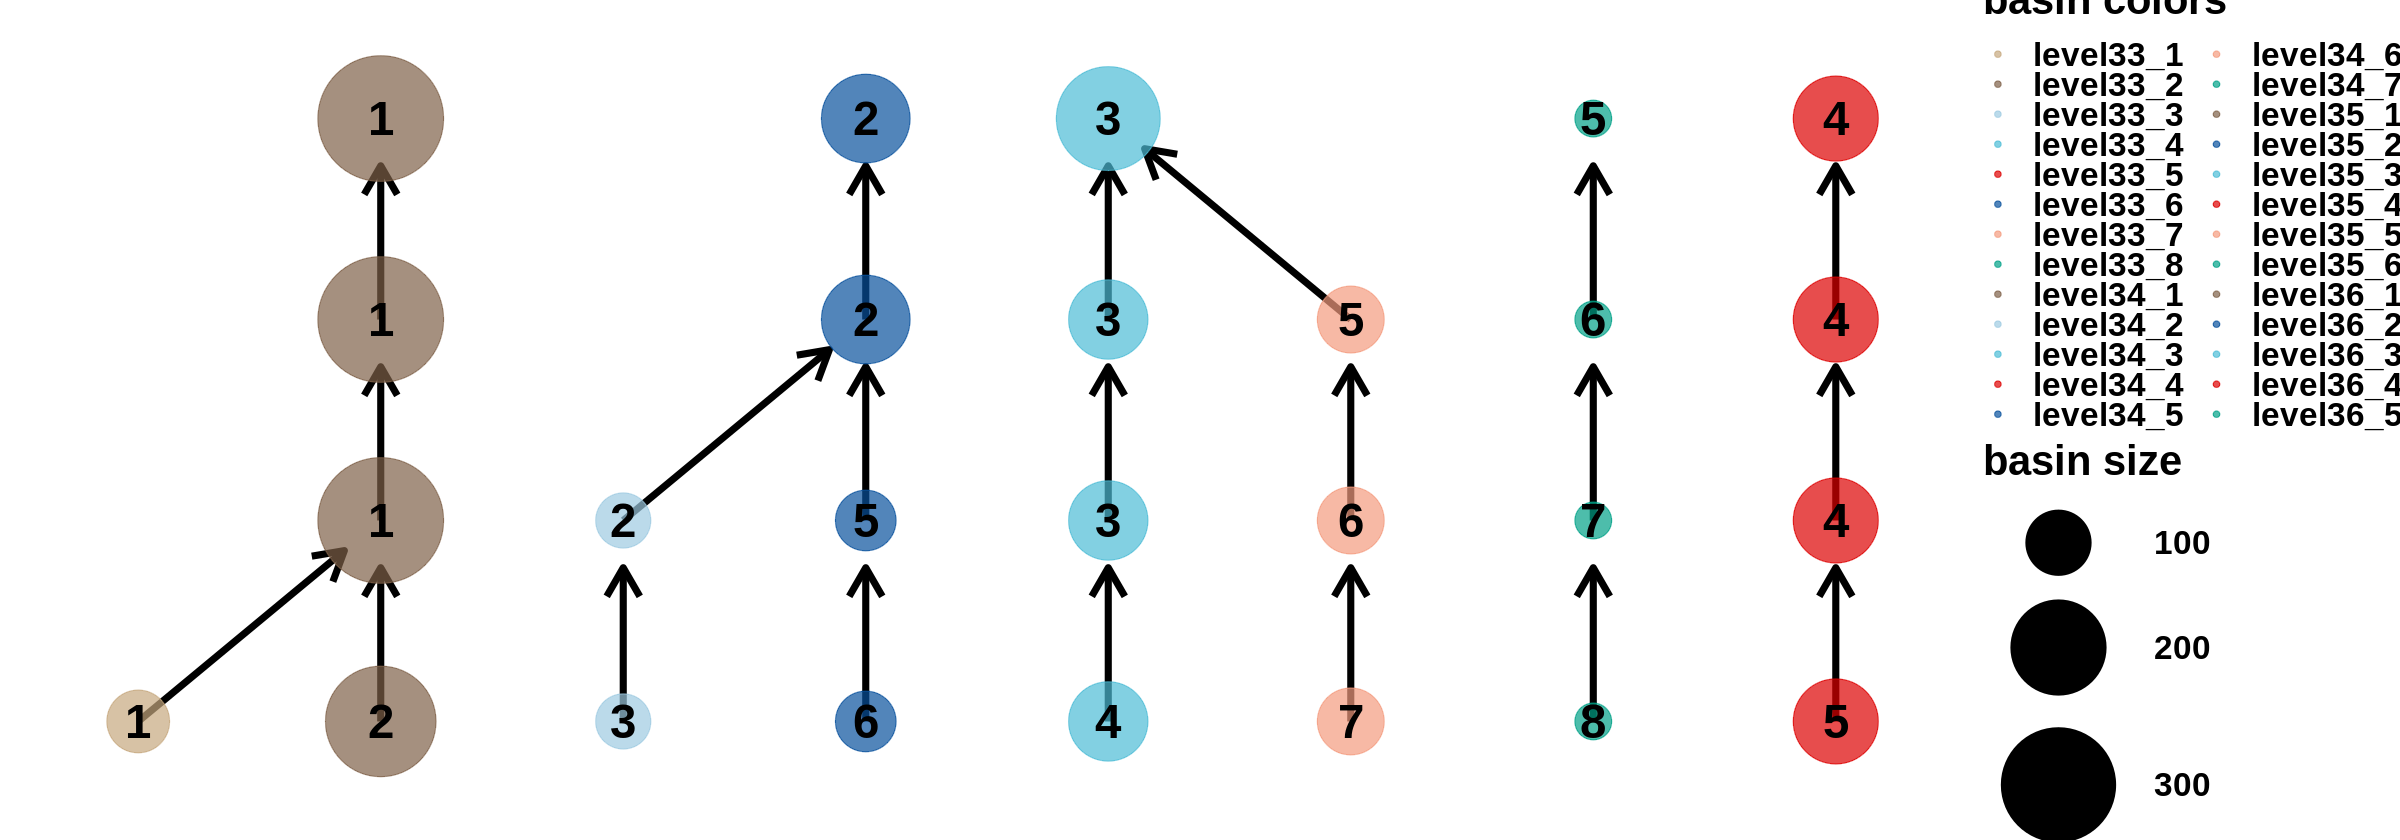 basin colors
1 2 3 5 4
1 2 3 5 6 4
1 2 5 3 6 7 4
1 2 3 6 4 7 8 5
level33_1 level34_6
level33_2 level34_7
level33_3 level35_1
level33_4 level35_2
level33_5 level35_3
level33_6 level35_4
level33_7 level35_5
level33_8 level35_6
level34_1 level36_1
level34_2 level36_2
level34_3 level36_3
level34_4 level36_4
level34_5 level36_5
basin size
100
200
300